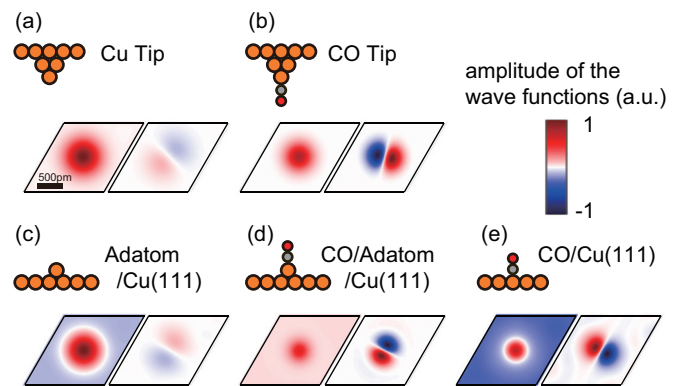 (a)
Cu Tip
(b)
CO Tip
amplitude of the
wave functions (a.u.)
1
-1
500pm
(c)
Adatom
/Cu(111)
(d)
CO/Adatom
/Cu(111)
(e)
CO/Cu(111)